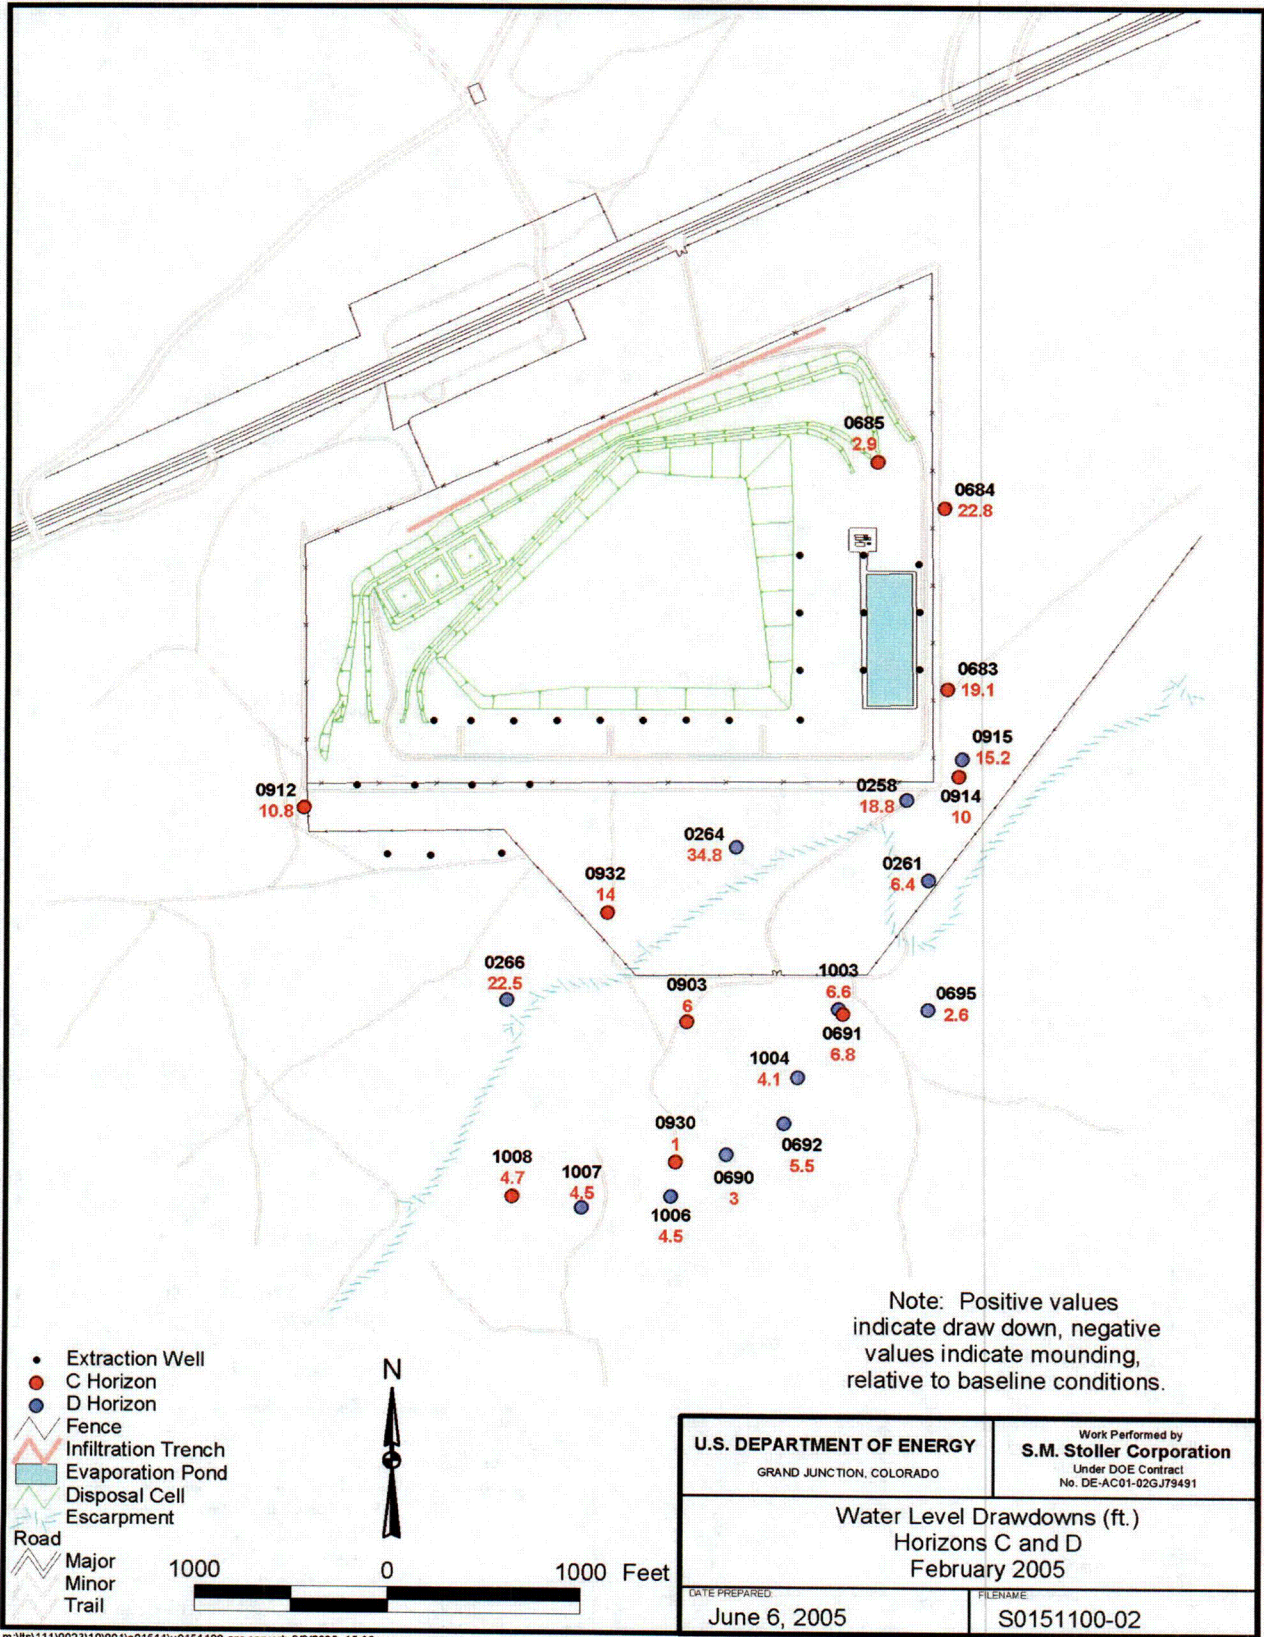 0685
2.9
0684
22.8
0683
19.1
0915
15.2
0912
10.8
0258
18.8
0914
10
0264
34.8
0261
6.4
0932
14
0266
22.5
0903
6
1003
6.6
0695
2.6
0691
6.8
1004
4.1
0930
1
0692
5.5
1008
4.7
1007
4.5
0690
3
1006
4.5
Note: Positive values
indicate draw down, negative
values indicate mounding,
relative to baseline conditions.
Extraction Well
C Horizon
D Horizon
Fence
Infiltration Trench
Evaporation Pond
Disposal Cell
Escarpment
Road
Major
Minor
Trail
N
1000 0 1000 Feet
U.S. DEPARTMENT OF ENERGY
GRAND JUNCTION, COLORADO
Work Performed by
S.M. Stoller Corporation
Under DOE Contract
No. DE-AC01-02GJ79491
Water Level Drawdowns (ft.)
Horizons C and D
February 2005
DATE PREPARED:
June 6, 2005
FILENAME:
S0151100-02